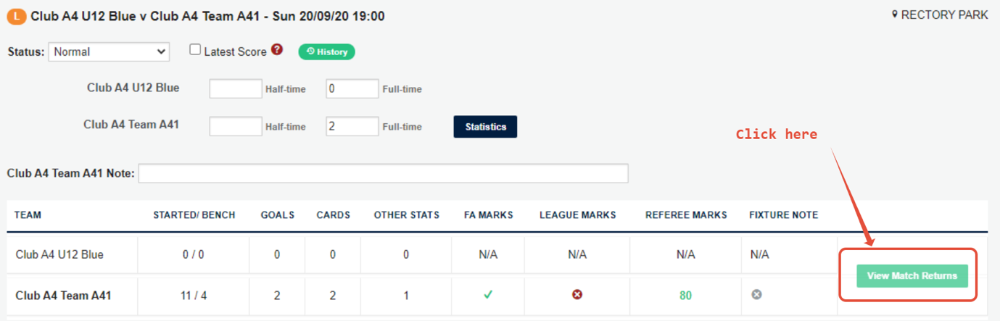 L Club A4 U12 Blue v Club A4 Team A41 - Sun 20/09/20 19:00 RECTORY PARK
Status: Normal Latest Score ? History
Club A4 U12 Blue Half-time 0 Full-time
Club A4 Team A41 Half-time 2 Full-time Statistics
Click here
Club A4 Team A41 Note:
TEAM STARTED/ BENCH GOALS CARDS OTHER STATS FA MARKS LEAGUE MARKS REFEREE MARKS FIXTURE NOTE
Club A4 U12 Blue 0 / 0 0 0 0 N/A N/A N/A N/A
View Match Returns
Club A4 Team A41 11 / 4 2 2 1 80